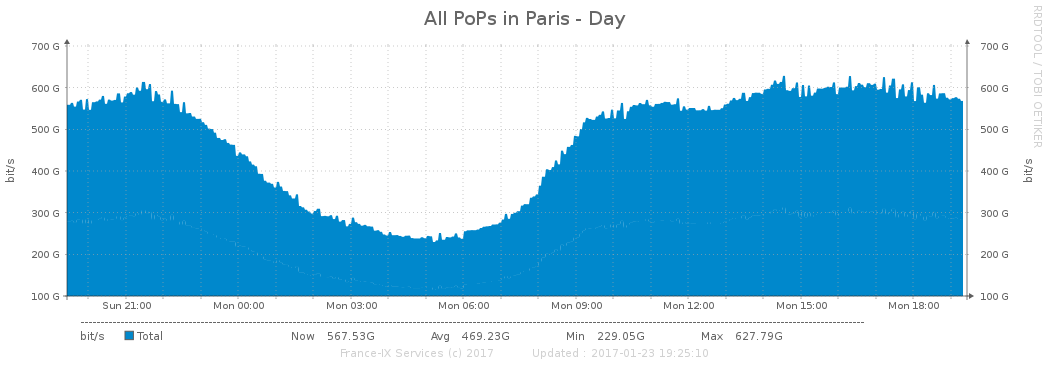 All PoPs in Paris - Day
RRDTOOL / TOBI OETIKER
700 G 700 G
600 G 600 G
500 G 500 G
400 G 400 G
300 G 300 G
200 G 200 G
100 G 100 G
bit/s
bit/s
Sun 21:00 Mon 00:00 Mon 03:00 Mon 06:00 Mon 09:00 Mon 12:00 Mon 15:00 Mon 18:00
bit/s Total Now 567.53G Avg 469.23G Min 229.05G Max 627.79G
France-IX Services (c) 2017 Updated : 2017-01-23 19:25:10